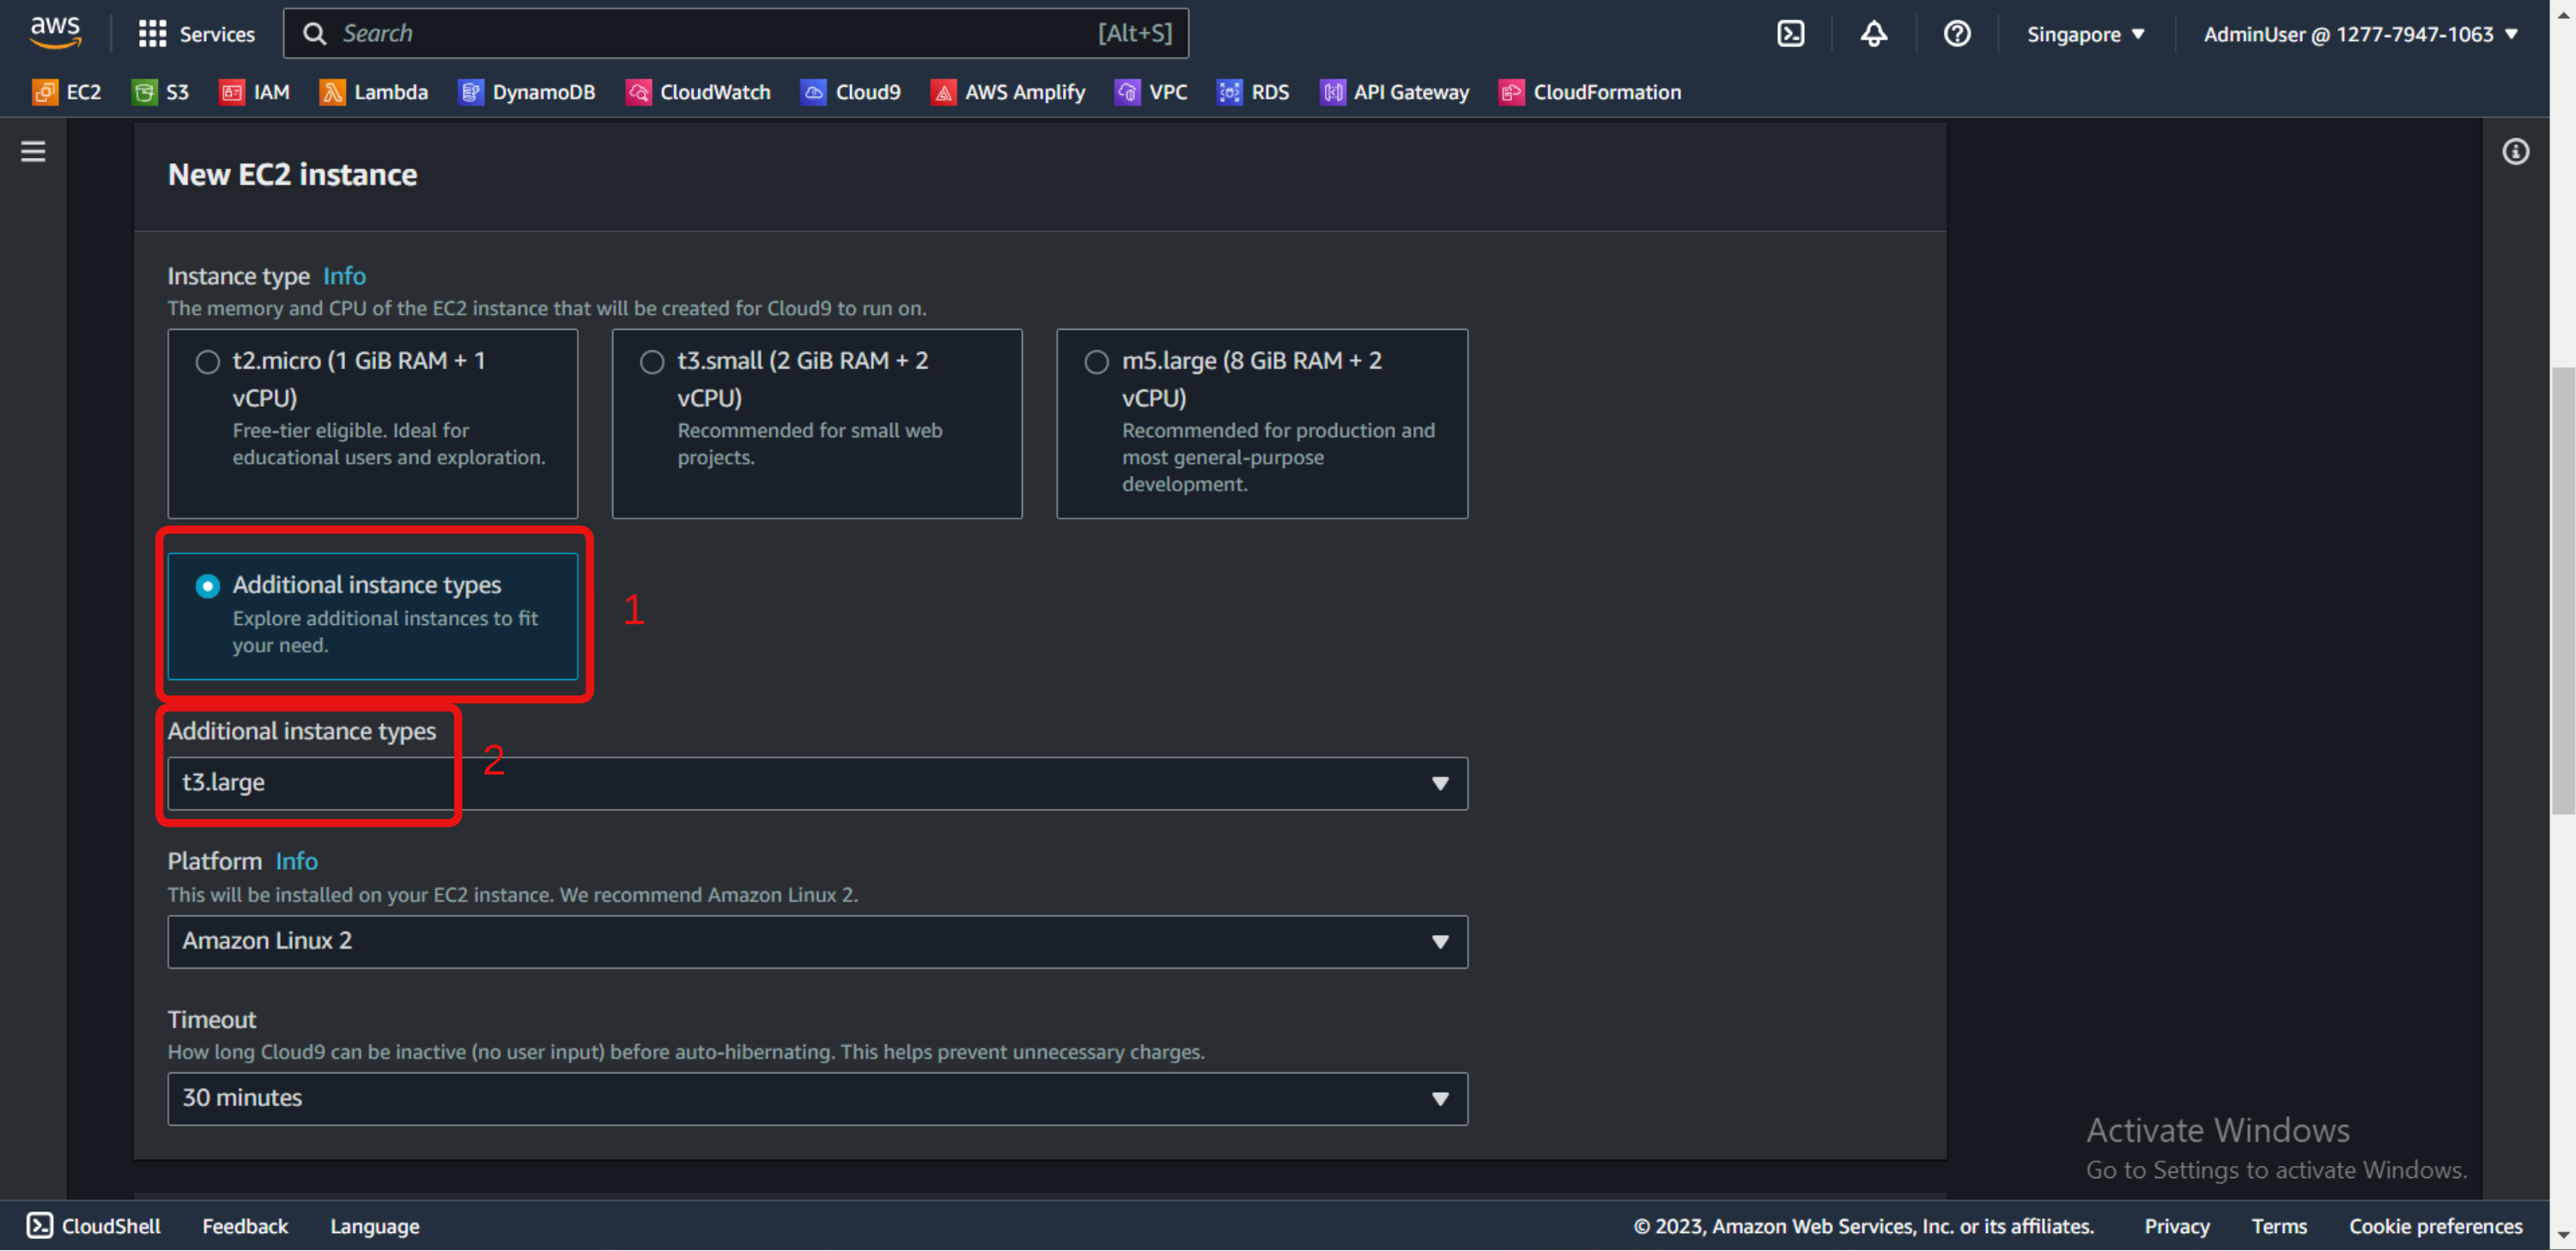 aws
Services
Search [Alt+S]
Singapore ▼
AdminUser @ 1277-7947-1063 ▼
EC2 S3 IAM Lambda DynamoDB CloudWatch Cloud9 AWS Amplify VPC RDS API Gateway CloudFormation
New EC2 instance
Instance type Info
The memory and CPU of the EC2 instance that will be created for Cloud9 to run on.
t2.micro (1 GiB RAM + 1
vCPU)
Free-tier eligible. Ideal for
educational users and exploration.
t3.small (2 GiB RAM + 2
vCPU)
Recommended for small web
projects.
m5.large (8 GiB RAM + 2
vCPU)
Recommended for production and
most general-purpose
development.
Additional instance types
Explore additional instances to fit
your need.
1
Additional instance types
2
t3.large
Platform Info
This will be installed on your EC2 instance. We recommend Amazon Linux 2.
Amazon Linux 2
Timeout
How long Cloud9 can be inactive (no user input) before auto-hibernating. This helps prevent unnecessary charges.
30 minutes
Activate Windows
Go to Settings to activate Windows.
CloudShell Feedback Language
© 2023, Amazon Web Services, Inc. or its affiliates. Privacy Terms Cookie preferences